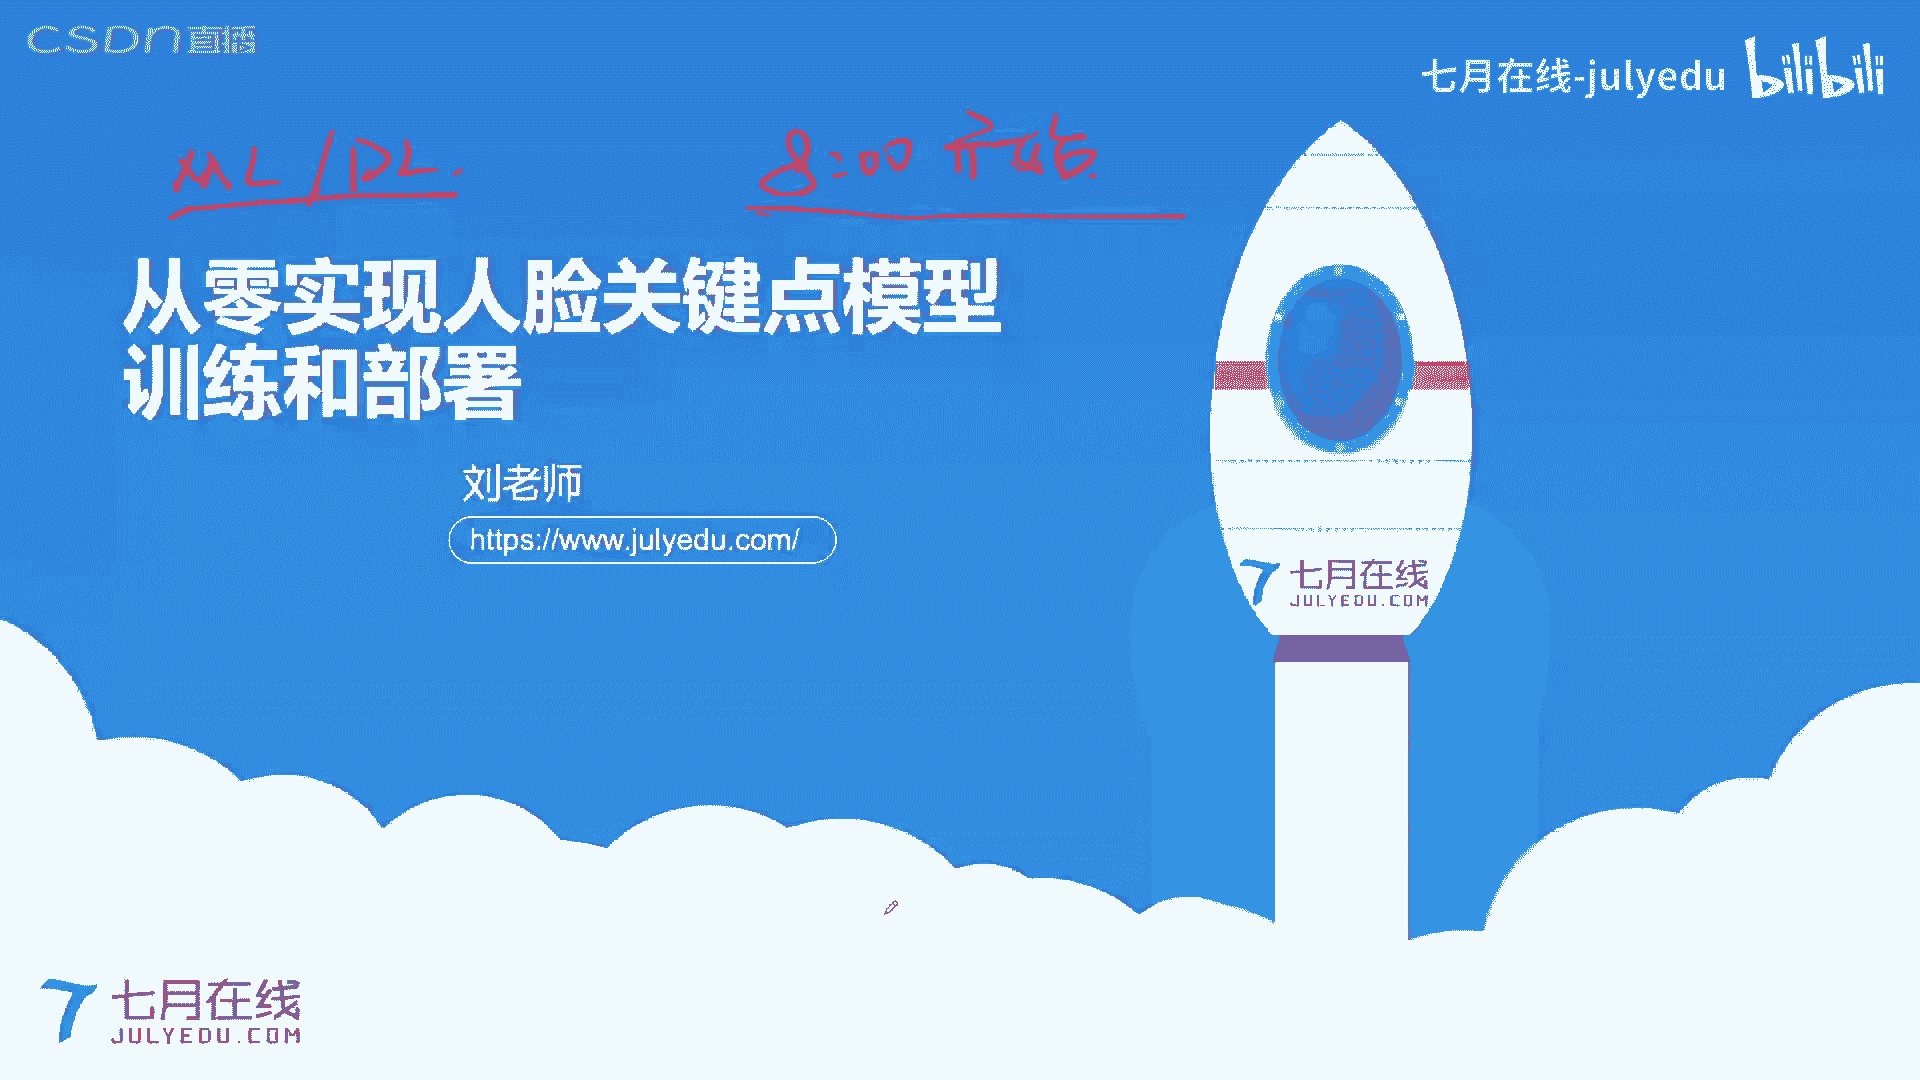 CSDN直播
七月在线-julyedu bilibili
ML/DL.
8:00 开始
从零实现人脸关键点模型
训练和部署
刘老师
https://www.julyedu.com/
7 七月在线
JULYEDU.COM
7 七月在线
JULYEDU.COM